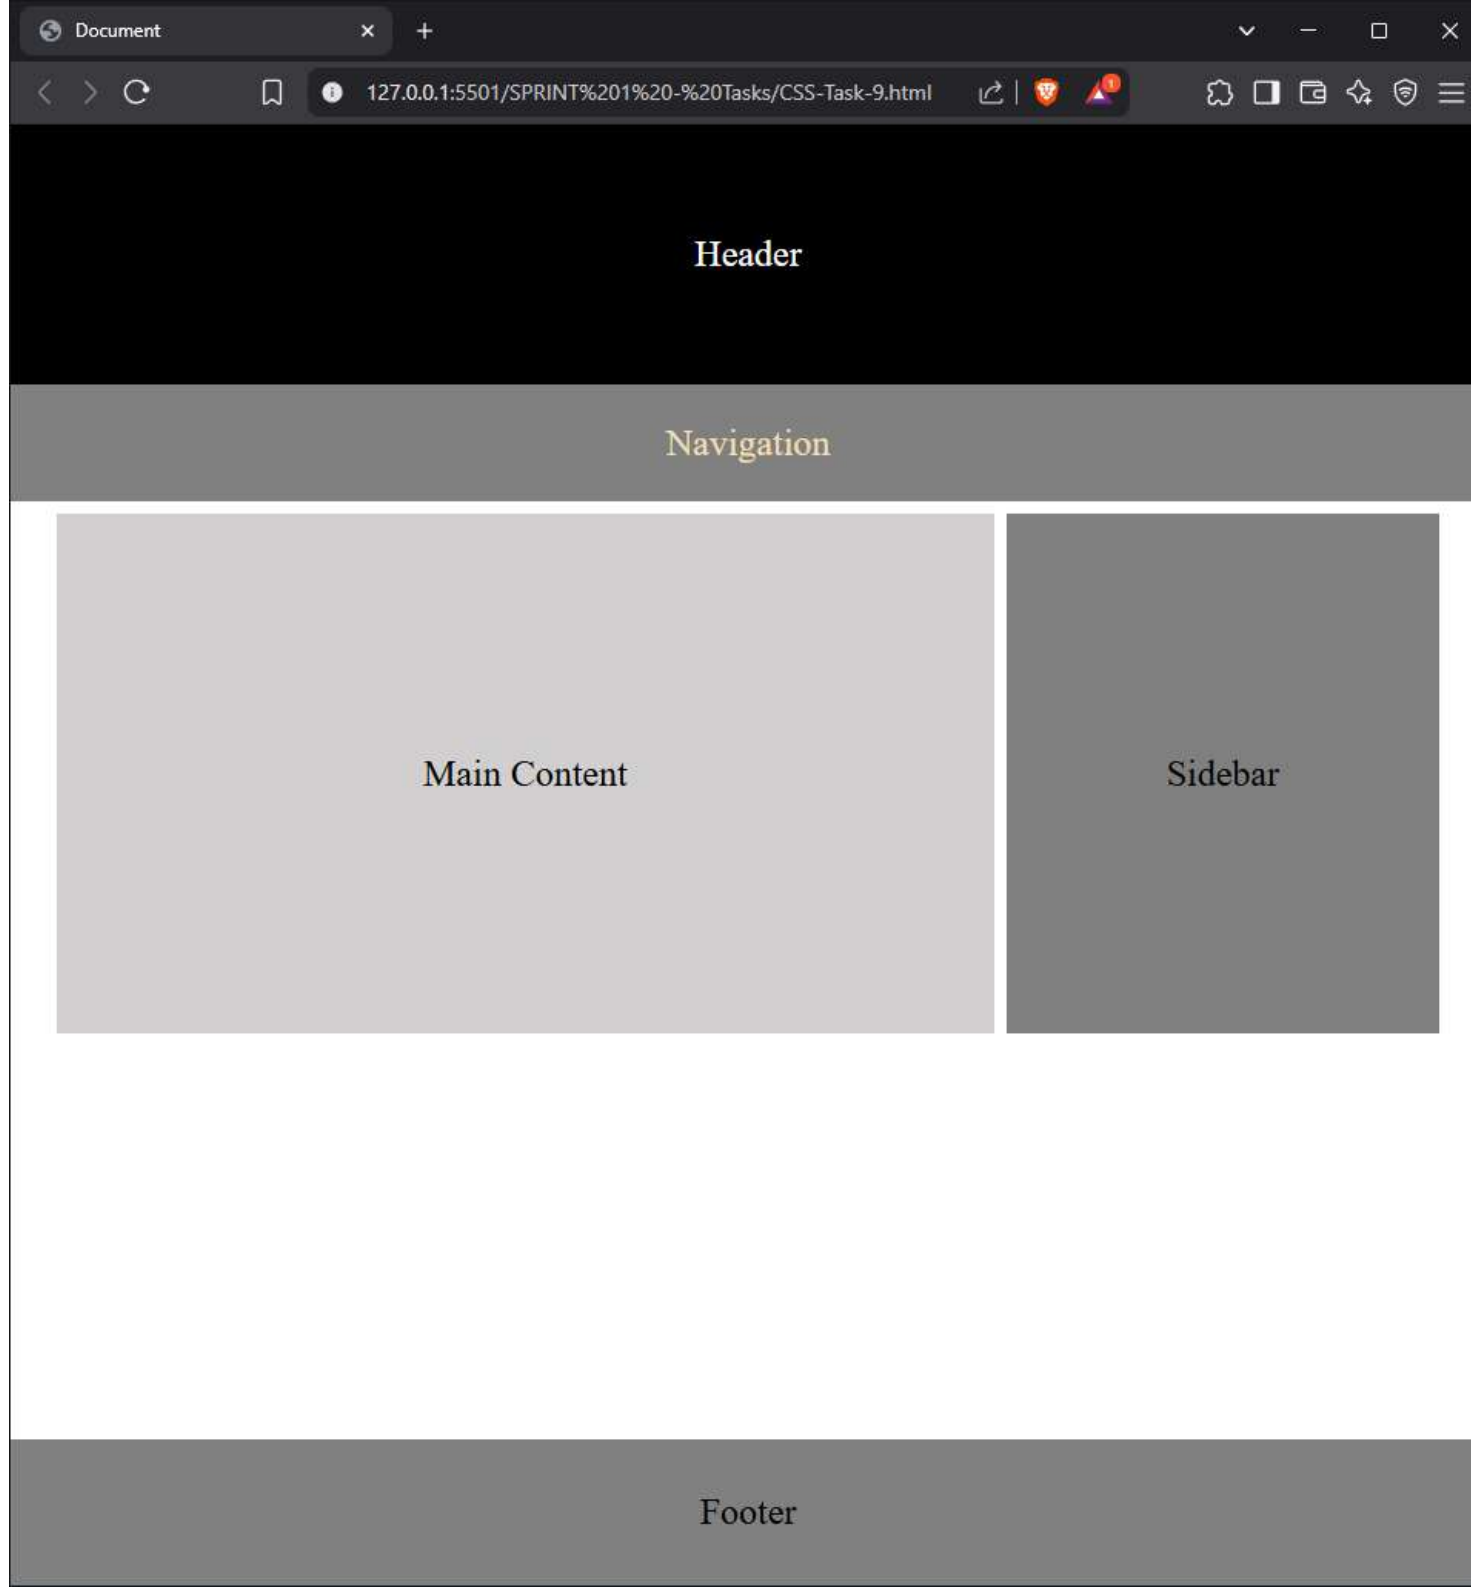 Document
127.0.0.1:5501/SPRINT%201%20-%20Tasks/CSS-Task-9.html
1
Header
Navigation
Main Content
Sidebar
Footer